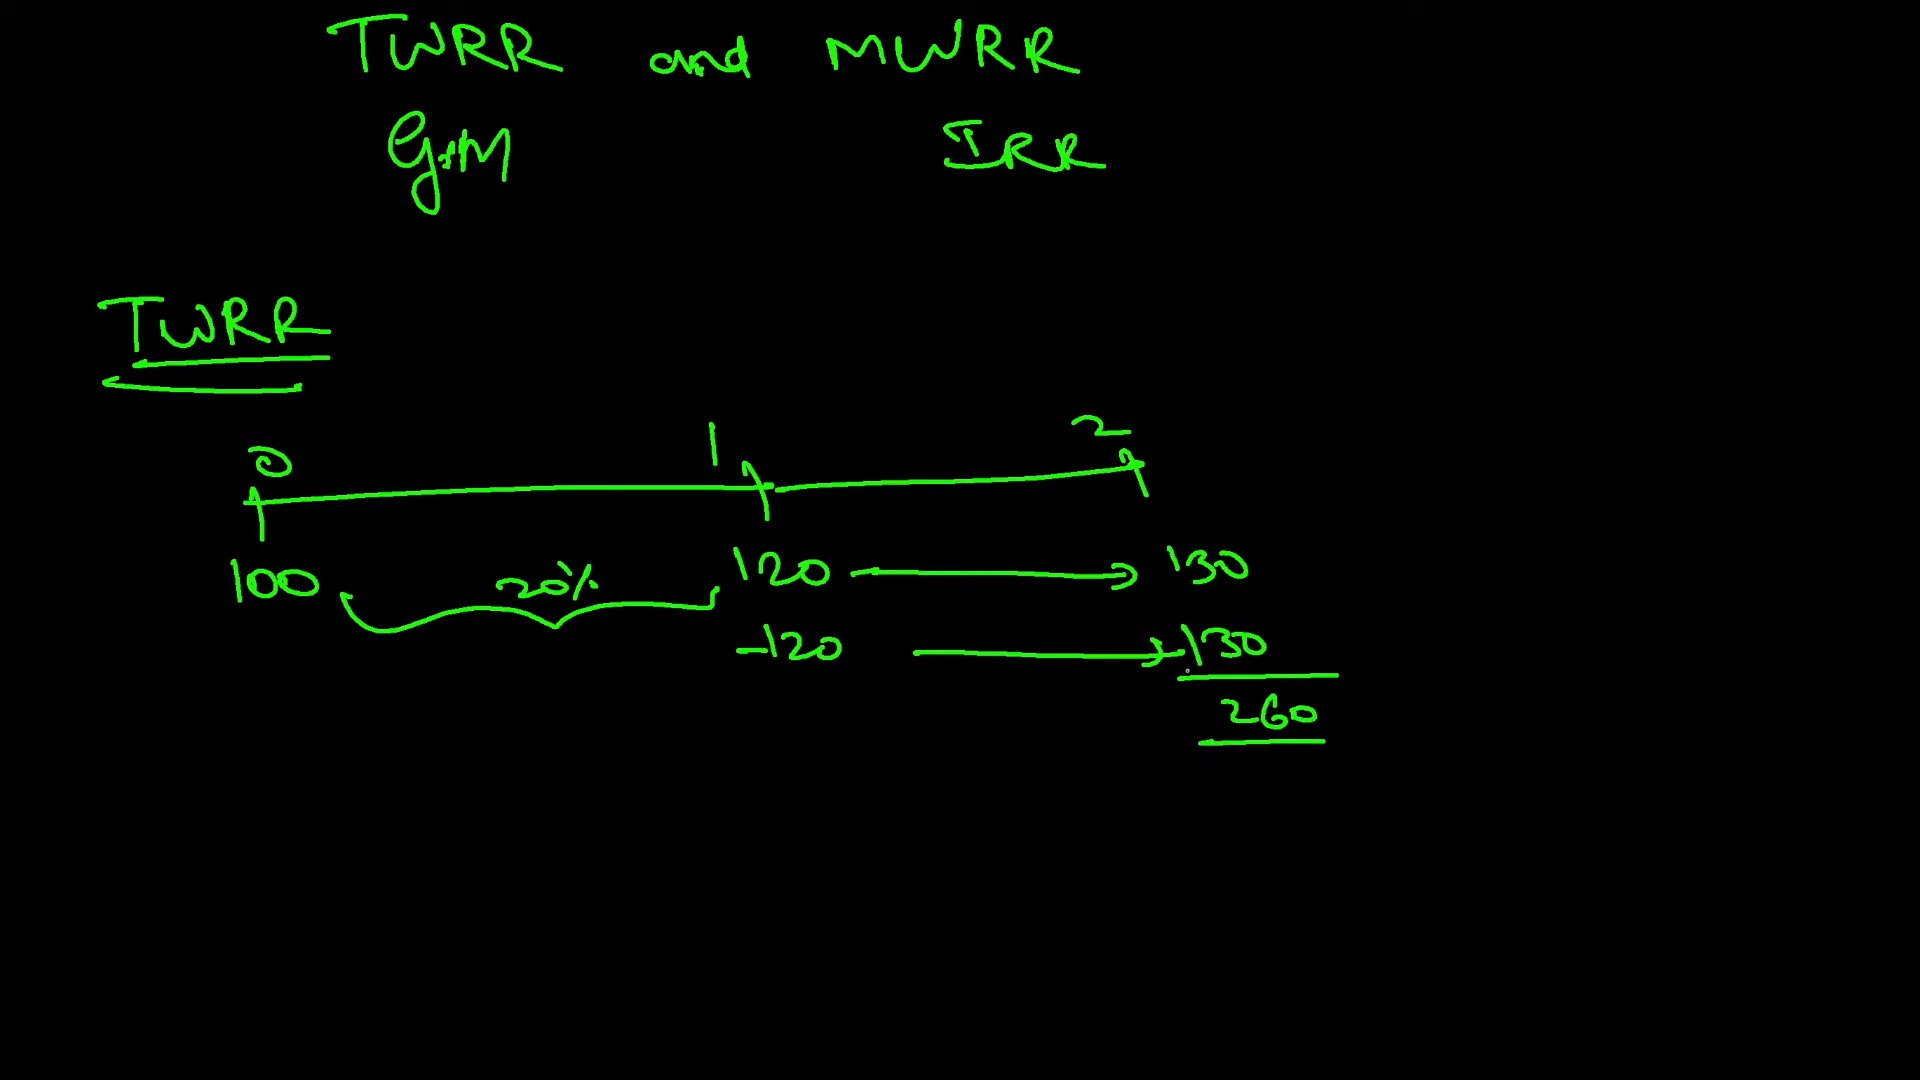 TWRR and MWRR
G.M IRR
TWRR
0 1 2
100 20% 120 130
-120 130
260